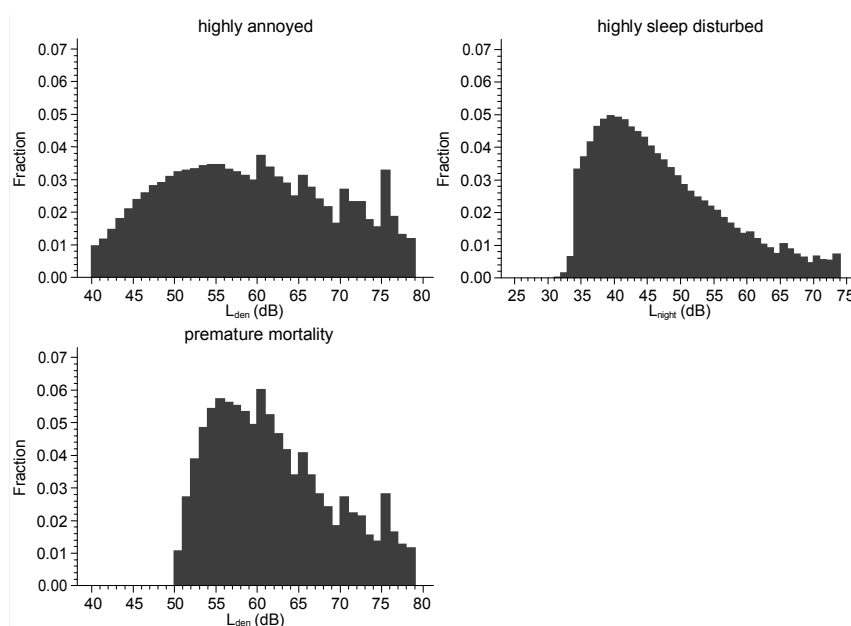 highly annoyed
0.07
0.06
0.05
0.04
0.03
0.02
0.01
0.00
Fraction
40 45 50 55 60 65 70 75 80
Lden (dB)
highly sleep disturbed
0.07
0.06
0.05
0.04
0.03
0.02
0.01
0.00
Fraction
25 30 35 40 45 50 55 60 65 70 75
Lnight (dB)
premature mortality
0.07
0.06
0.05
0.04
0.03
0.02
0.01
0.00
Fraction
40 45 50 55 60 65 70 75 80
Lden (dB)